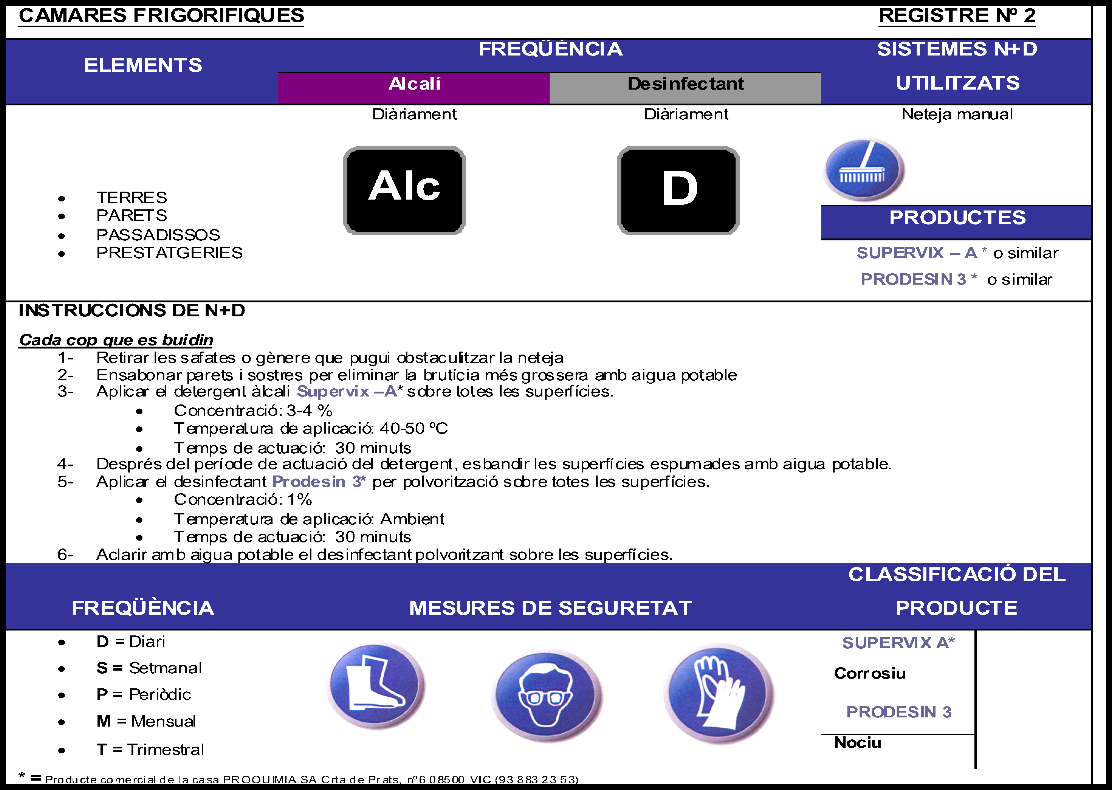 CAMARES FRIGORIFIQUES
REGISTRE Nº 2
ELEMENTS
FREQÜÈNCIA
SISTEMES N+D
UTILITZATS
Alcalí
Desinfectant
Diàriament
Diàriament
Neteja manual
Alc
D
• TERRES
• PARETS
• PASSADISSOS
• PRESTATGERIES
PRODUCTES
SUPERVIX – A * o similar
PRODESIN 3 * o similar
INSTRUCCIONS DE N+D
Cada cop que es buidin
1- Retirar les safates o gènere que pugui obstaculitzar la neteja
2- Ensabonar parets i sostres per eliminar la brutícia més grossera amb aigua potable
3- Aplicar el detergent àlcali Supervix –A* sobre totes les superfícies.
• Concentració: 3-4 %
• Temperatura de aplicació: 40-50 ºC
• Temps de actuació: 30 minuts
4- Després del període de actuació del detergent, esbandir les superfícies espumades amb aigua potable.
5- Aplicar el desinfectant Prodesin 3* per polvorització sobre totes les superfícies.
• Concentració: 1%
• Temperatura de aplicació: Ambient
• Temps de actuació: 30 minuts
6- Aclarir amb aigua potable el desinfectant polvoritzant sobre les superfícies.
FREQÜÈNCIA
MESURES DE SEGURETAT
CLASSIFICACIÓ DEL
PRODUCTE
• D = Diari
• S = Setmanal
• P = Periòdic
• M = Mensual
• T = Trimestral
SUPERVIX A*
Corrosiu
PRODESIN 3
Nociu
* = Producte comercial de la casa PROQUIMIA SA Crta de Prats, nº6 08500 VIC (93 883 23 53)